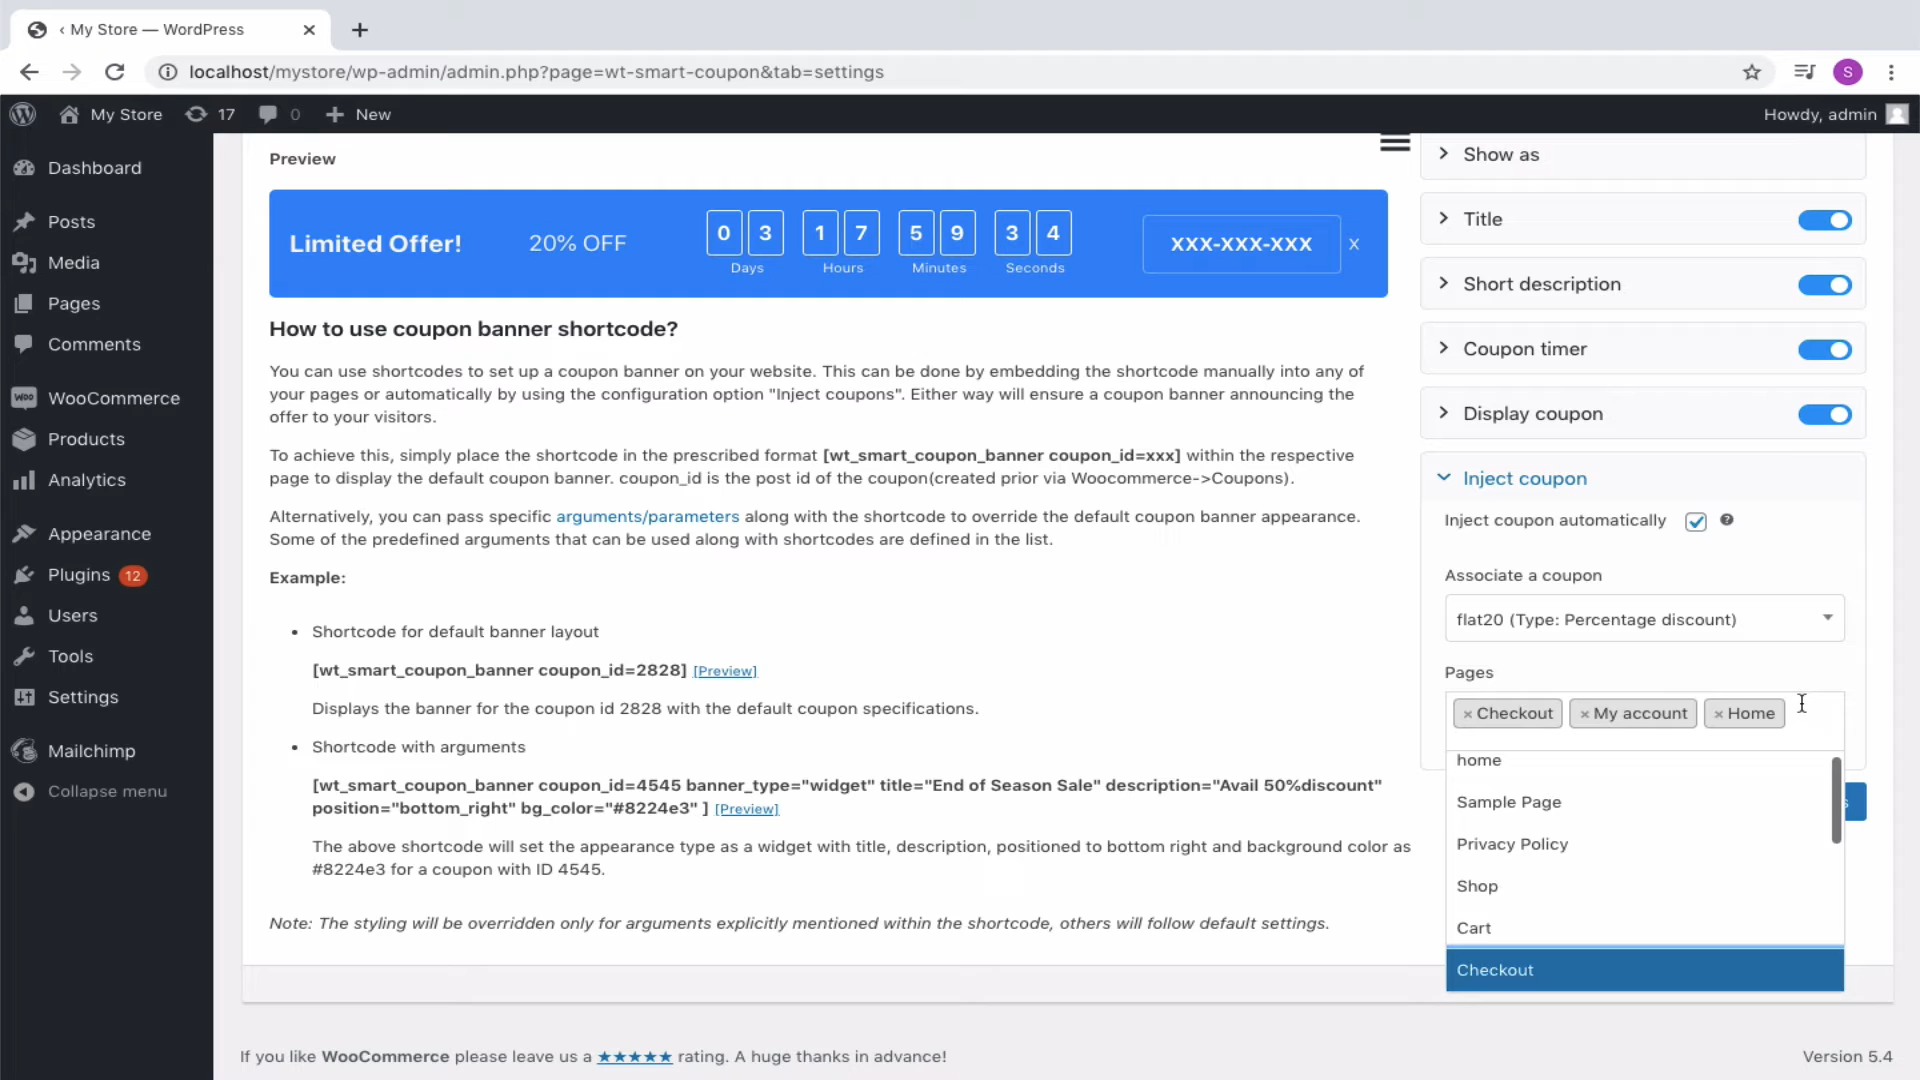 ‹ My Store — WordPress
localhost/mystore/wp-admin/admin.php?page=wt-smart-coupon&tab=settings
S
My Store
17
0
New
Howdy, admin
Dashboard
Posts
Media
Pages
Comments
WooCommerce
Products
Analytics
Appearance
Plugins 12
Users
Tools
Settings
Mailchimp
Collapse menu
Preview
Limited Offer!
20% OFF
0 3 1 7 5 9 3 4
Days Hours Minutes Seconds
XXX-XXX-XXX
X
How to use coupon banner shortcode?
You can use shortcodes to set up a coupon banner on your website. This can be done by embedding the shortcode manually into any of
your pages or automatically by using the configuration option "Inject coupons". Either way will ensure a coupon banner announcing the
offer to your visitors.
To achieve this, simply place the shortcode in the prescribed format [wt_smart_coupon_banner coupon_id=xxx] within the respective
page to display the default coupon banner. coupon_id is the post id of the coupon(created prior via Woocommerce->Coupons).
Alternatively, you can pass specific arguments/parameters along with the shortcode to override the default coupon banner appearance.
Some of the predefined arguments that can be used along with shortcodes are defined in the list.
Example:
• Shortcode for default banner layout
[wt_smart_coupon_banner coupon_id=2828] [Preview]
Displays the banner for the coupon id 2828 with the default coupon specifications.
• Shortcode with arguments
[wt_smart_coupon_banner coupon_id=4545 banner_type="widget" title="End of Season Sale" description="Avail 50%discount"
position="bottom_right" bg_color="#8224e3" ] [Preview]
The above shortcode will set the appearance type as a widget with title, description, positioned to bottom right and background color as
#8224e3 for a coupon with ID 4545.
Note: The styling will be overridden only for arguments explicitly mentioned within the shortcode, others will follow default settings.
Show as
Title
Short description
Coupon timer
Display coupon
Inject coupon
Inject coupon automatically
Associate a coupon
flat20 (Type: Percentage discount)
Pages
× Checkout × My account × Home
home
Sample Page
Privacy Policy
Shop
Cart
Checkout
If you like WooCommerce please leave us a ★★★★★ rating. A huge thanks in advance!
Version 5.4